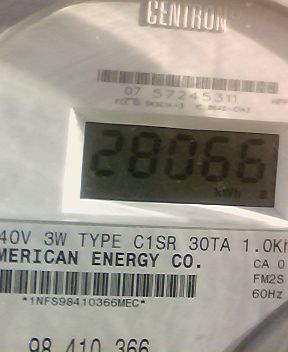 CENTRON
07 57245311
28066
kWh
40V 3W TYPE C1SR 30TA 1.0Kh
MERICAN ENERGY CO.
CA 0
FM2S
*1NFS98410366MEC*
60Hz
98 410 366